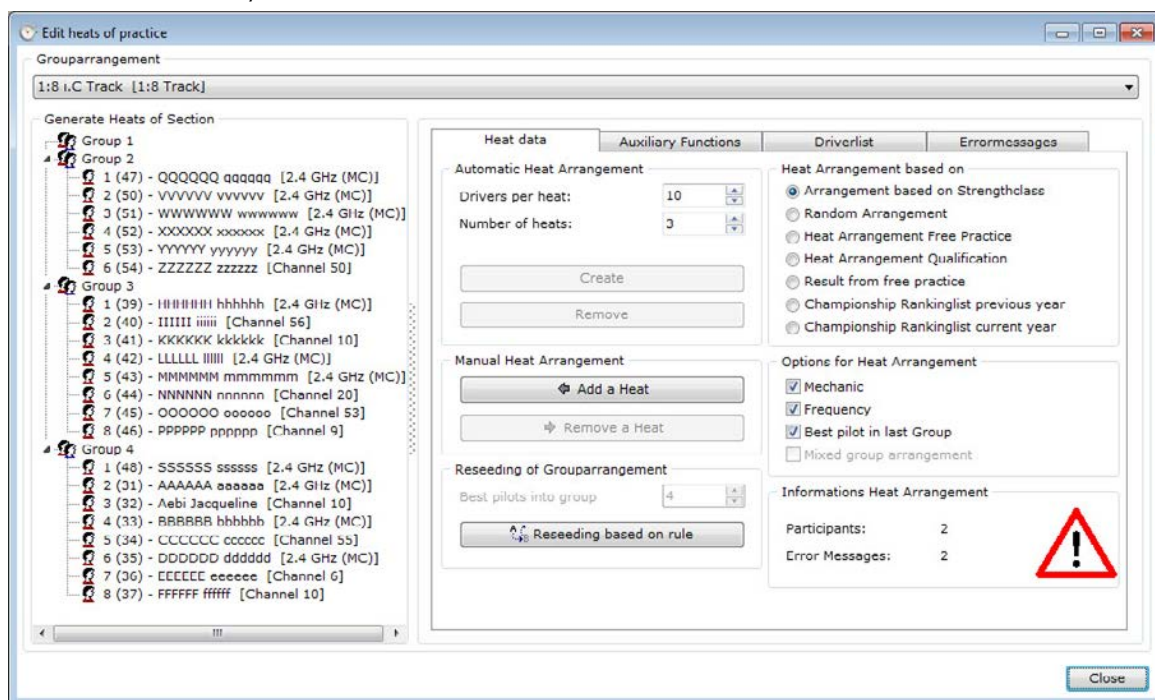 Edit heats of practice
Grouparrangement
1:8 I.C Track [1:8 Track]
Generate Heats of Section
Group 1
Group 2
1 (47) - QQQQQQ qqqqqq [2.4 GHz (MC)]
2 (50) - VVVVVV vvvvvv [2.4 GHz (MC)]
3 (51) - WWWWWW wwwwww [2.4 GHz (MC)]
4 (52) - XXXXXX xxxxxx [2.4 GHz (MC)]
5 (53) - YYYYYY yyyyyy [2.4 GHz (MC)]
6 (54) - ZZZZZZ zzzzzz [Channel 50]
Group 3
1 (39) - HHHHHH hhhhhh [2.4 GHz (MC)]
2 (40) - IIIIII iiiiii [Channel 56]
3 (41) - KKKKKK kkkkkk [Channel 10]
4 (42) - LLLLLL llllll [2.4 GHz (MC)]
5 (43) - MMMMMM mmmmmm [2.4 GHz (MC)]
6 (44) - NNNNNN nnnnnn [Channel 20]
7 (45) - OOOOOO oooooo [Channel 53]
8 (46) - PPPPPP pppppp [Channel 9]
Group 4
1 (48) - SSSSSS ssssss [2.4 GHz (MC)]
2 (31) - AAAAAA aaaaaa [2.4 GHz (MC)]
3 (32) - Aebi Jacqueline [Channel 10]
4 (33) - BBBBBB bbbbbb [2.4 GHz (MC)]
5 (34) - CCCCCC cccccc [Channel 55]
6 (35) - DDDDDD dddddd [2.4 GHz (MC)]
7 (36) - EEEEEE eeeeee [Channel 6]
8 (37) - FFFFFF ffffff [Channel 10]
Heat data
Auxiliary Functions
Driverlist
Errormessages
Automatic Heat Arrangement
Drivers per heat: 10
Number of heats: 3
Create
Remove
Manual Heat Arrangement
Add a Heat
Remove a Heat
Reseeding of Grouparrangement
Best pilots into group 4
Reseeding based on rule
Heat Arrangement based on
Arrangement based on Strengthclass
Random Arrangement
Heat Arrangement Free Practice
Heat Arrangement Qualification
Result from free practice
Championship Rankinglist previous year
Championship Rankinglist current year
Options for Heat Arrangement
Mechanic
Frequency
Best pilot in last Group
Mixed group arrangement
Informations Heat Arrangement
Participants: 2
Error Messages: 2
Close